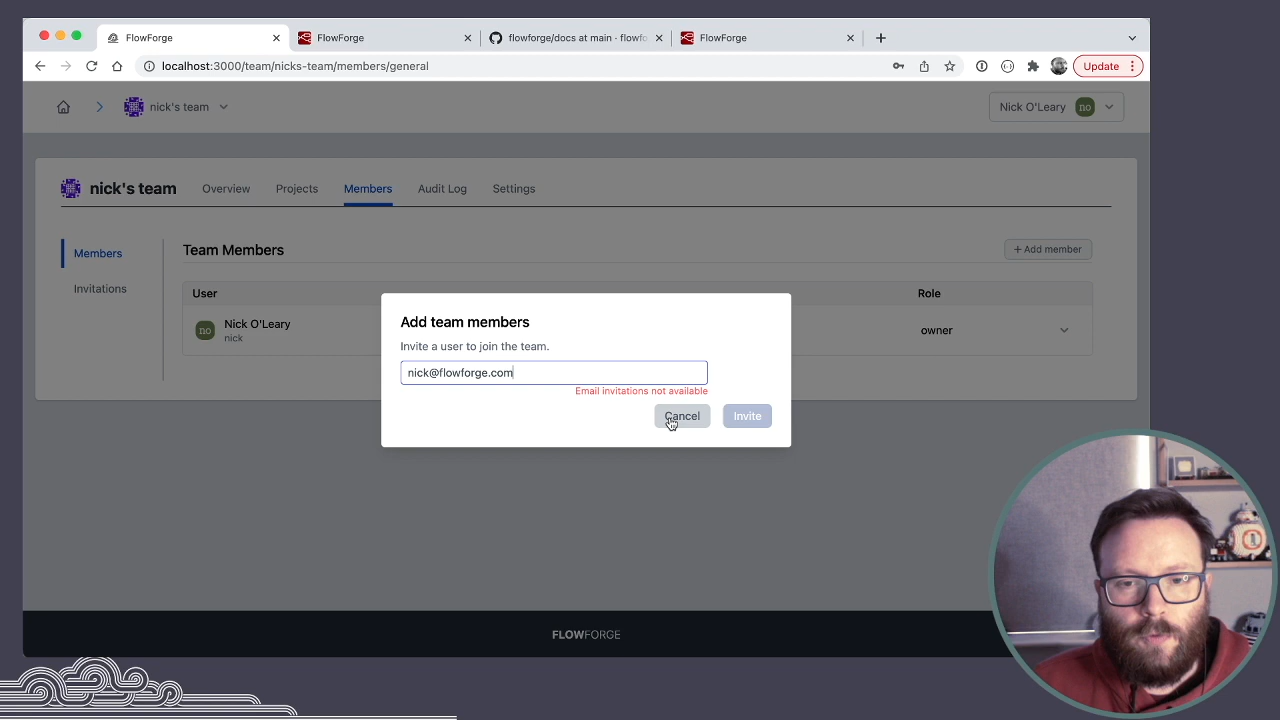 FlowForge
FlowForge
flowforge/docs at main · flowfo
FlowForge
localhost:3000/team/nicks-team/members/general
Update
nick's team
Nick O'Leary
no
nick's team
Overview
Projects
Members
Audit Log
Settings
Members
Invitations
Team Members
+ Add member
User
Role
no
Nick O'Leary
nick
owner
Add team members
Invite a user to join the team.
nick@flowforge.com
Email invitations not available
Cancel
Invite
FLOWFORGE